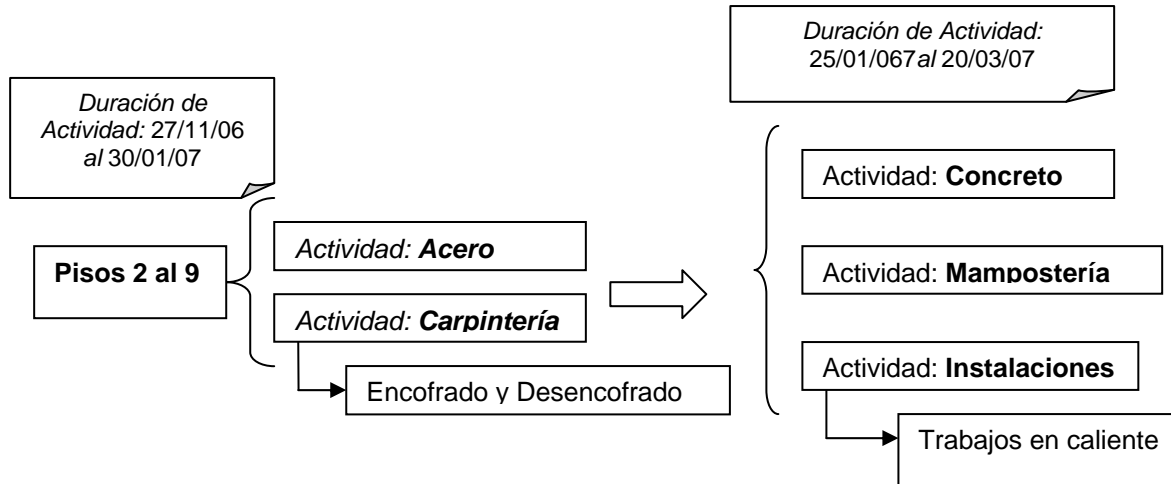 Duración de
Actividad: 27/11/06
al 30/01/07
Pisos 2 al 9
Actividad: Acero
Actividad: Carpintería
Encofrado y Desencofrado
Duración de Actividad:
25/01/067al 20/03/07
Actividad: Concreto
Actividad: Mampostería
Actividad: Instalaciones
Trabajos en caliente